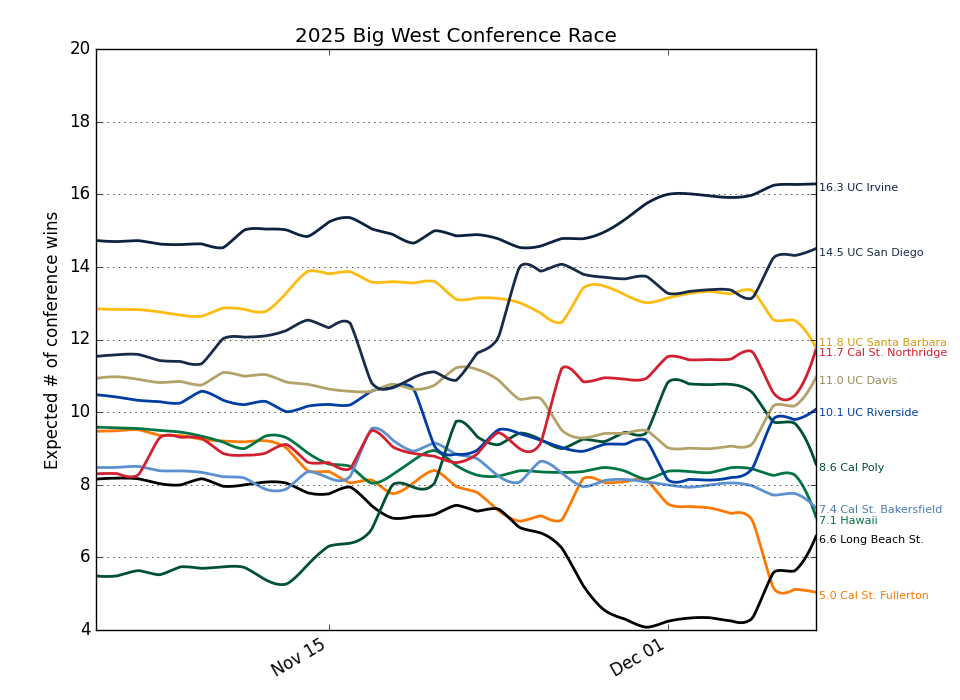 2025 Big West Conference Race
Expected # of conference wins
20
18
16
14
12
10
8
6
4
Nov 15
Dec 01
16.3 UC Irvine
14.5 UC San Diego
11.8 UC Santa Barbara
11.7 Cal St. Northridge
11.0 UC Davis
10.1 UC Riverside
8.6 Cal Poly
7.4 Cal St. Bakersfield
7.1 Hawaii
6.6 Long Beach St.
5.0 Cal St. Fullerton